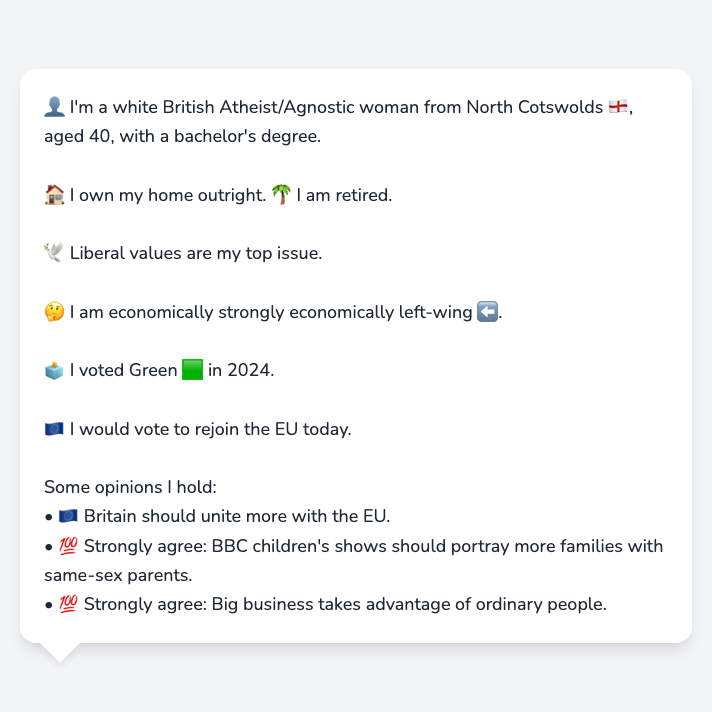 👤 I'm a white British Atheist/Agnostic woman from North Cotswolds 🏴󠁧󠁢󠁥󠁮󠁧󠁿,
aged 40, with a bachelor's degree.
🏠 I own my home outright. 🌴 I am retired.
🕊️ Liberal values are my top issue.
🤔 I am economically strongly economically left-wing ⬅️.
🗳️ I voted Green 🟩 in 2024.
🇪🇺 I would vote to rejoin the EU today.
Some opinions I hold:
• 🇪🇺 Britain should unite more with the EU.
• 💯 Strongly agree: BBC children's shows should portray more families with
same-sex parents.
• 💯 Strongly agree: Big business takes advantage of ordinary people.